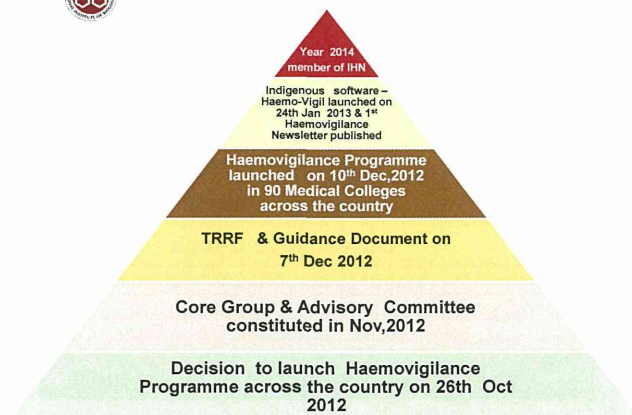 Year 2014
member of IHN
Indigenous software –
Haemo-Vigil launched on
24th Jan 2013 & 1st
Haemovigilance
Newsletter published
Haemovigilance Programme
launched on 10th Dec,2012
in 90 Medical Colleges
across the country
TRRF & Guidance Document on
7th Dec 2012
Core Group & Advisory Committee
constituted in Nov,2012
Decision to launch Haemovigilance
Programme across the country on 26th Oct
2012